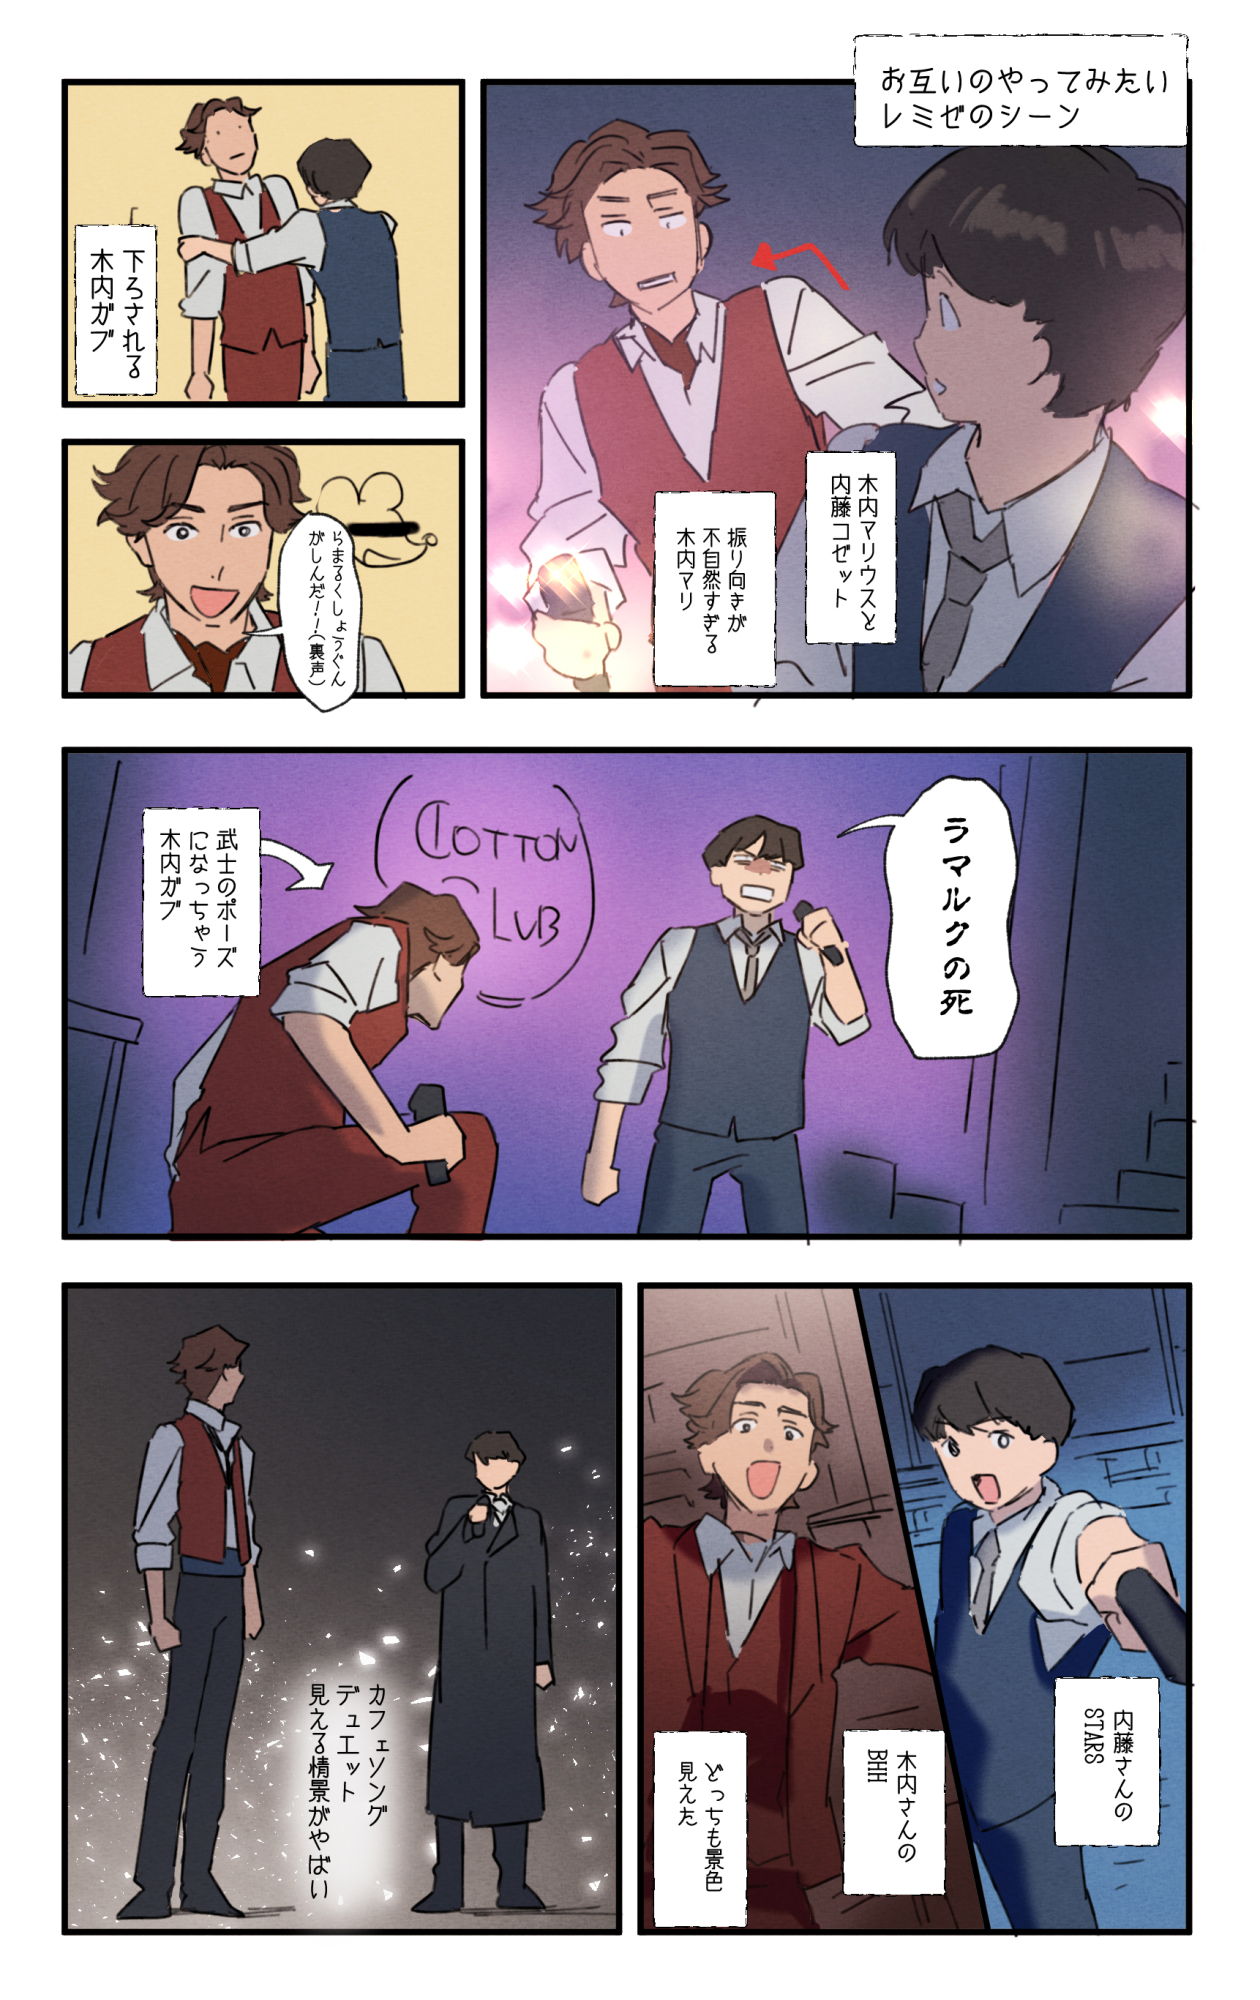 お互いのやってみたい
レミゼのシーン
木内マリウスと
内藤コゼット
振り向きが
不自然すぎる
木内マリ
下ろされる
木内ガブ
らまるくしょうぐん
がしんだ！！（裏声）
ラマルクの死
COTTON
CLUB
武士のポーズ
になっちゃう
木内ガブ
内藤さんの
STARS
木内さんの
BHH
どっちも景色
見えた
カフェソング
デュエット
見える情景がやばい